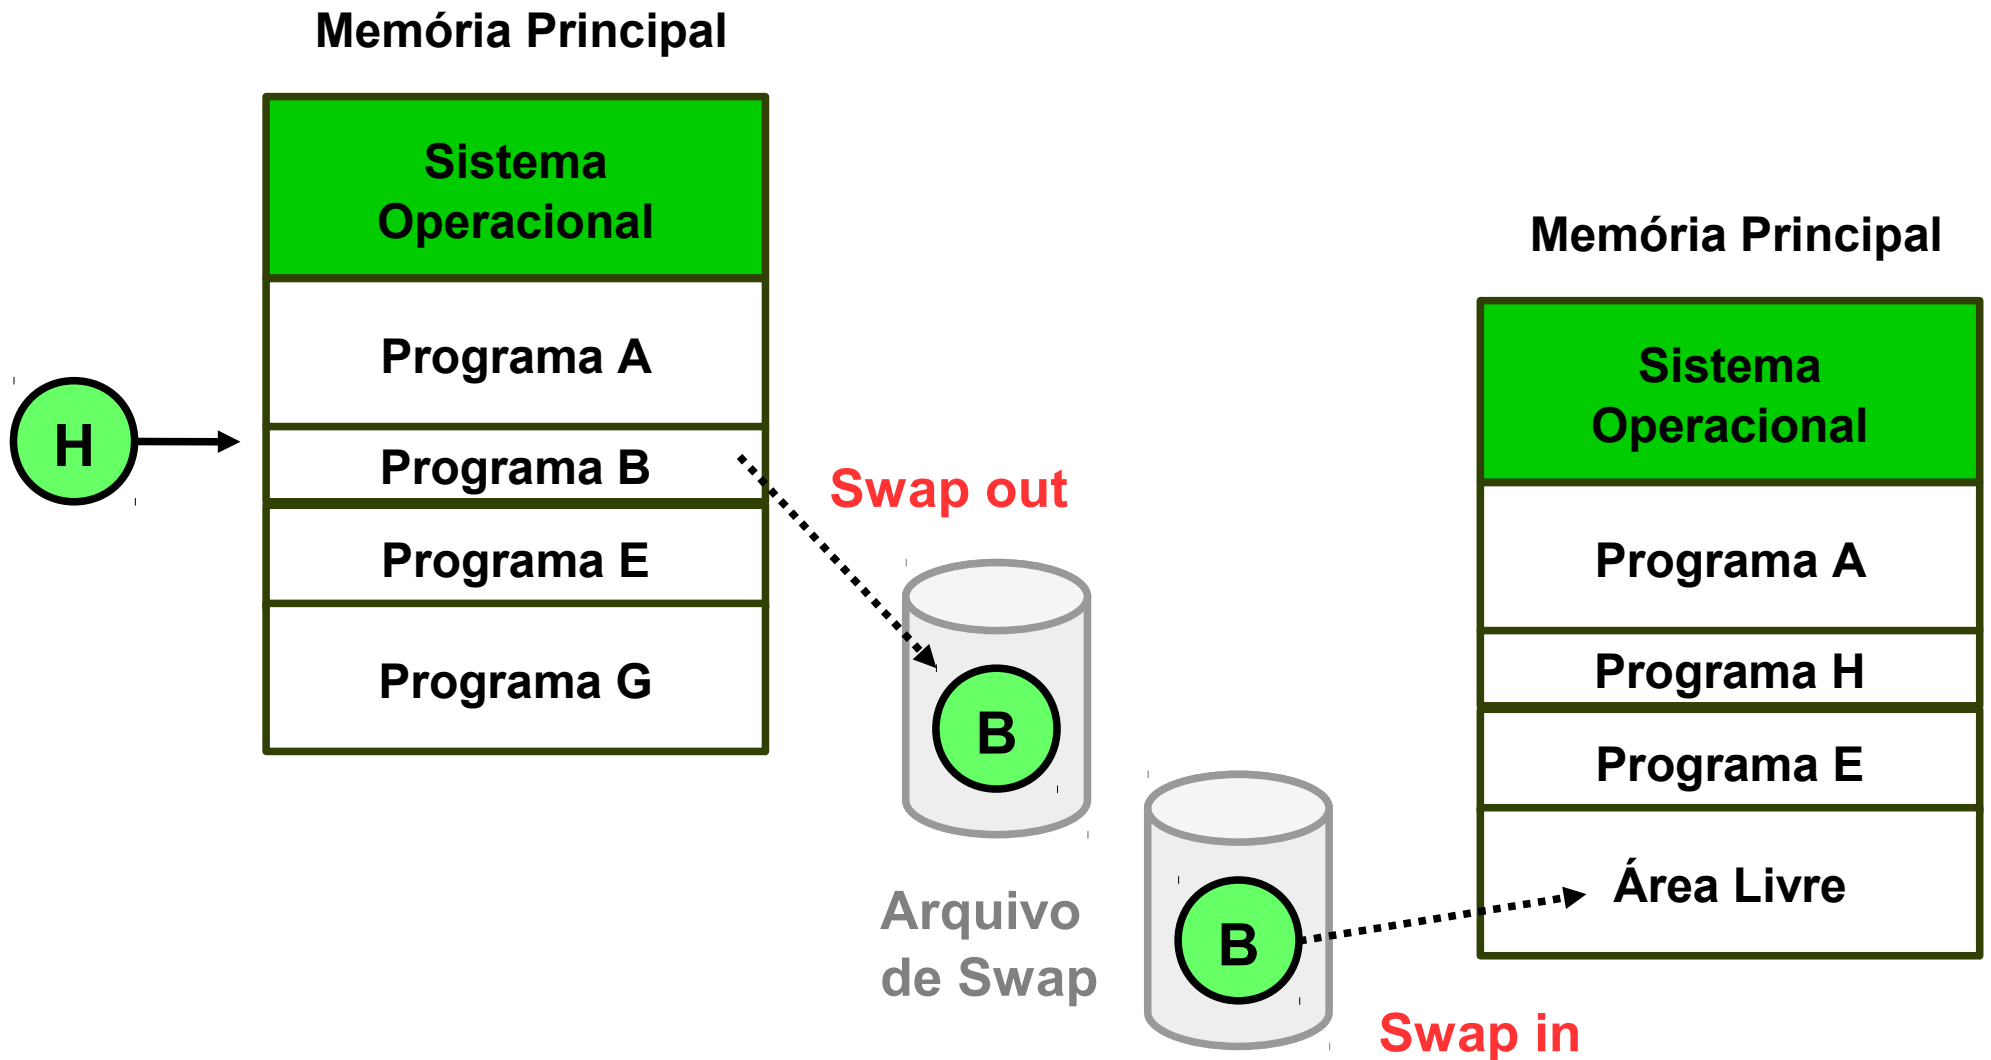 Memória Principal
Sistema
Operacional
Programa A
Programa B
Programa E
Programa G
H
Swap out
B
Arquivo
de Swap
B
Swap in
Memória Principal
Sistema
Operacional
Programa A
Programa H
Programa E
Área Livre